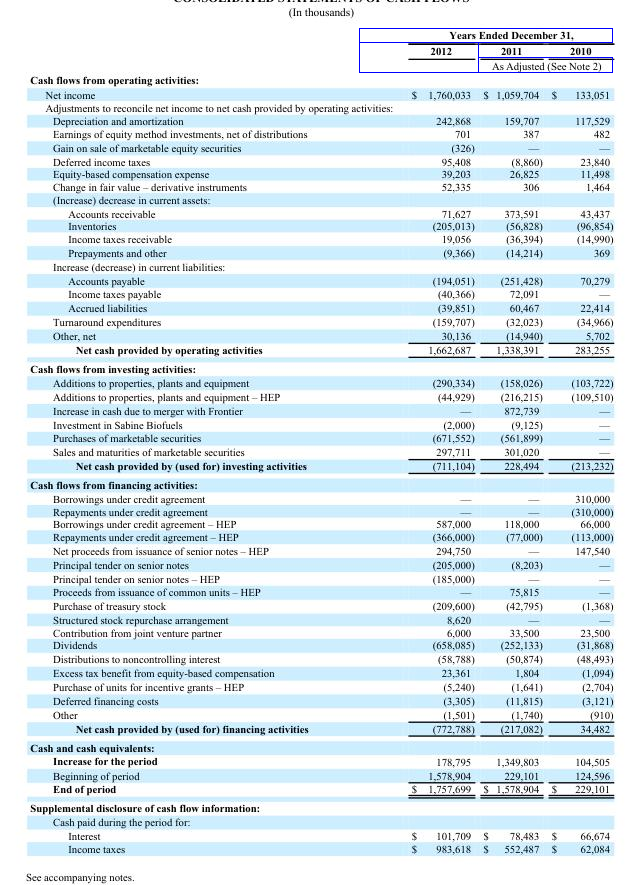 CONSOLIDATED STATEMENTS OF CASH FLOWS
(In thousands)
Years Ended December 31,
2012 2011 2010
As Adjusted (See Note 2)
Cash flows from operating activities:
Net income $ 1,760,033 $ 1,059,704 $ 133,051
Adjustments to reconcile net income to net cash provided by operating activities:
Depreciation and amortization 242,868 159,707 117,529
Earnings of equity method investments, net of distributions 701 387 482
Gain on sale of marketable equity securities (326) — —
Deferred income taxes 95,408 (8,860) 23,840
Equity-based compensation expense 39,203 26,825 11,498
Change in fair value – derivative instruments 52,335 306 1,464
(Increase) decrease in current assets:
Accounts receivable 71,627 373,591 43,437
Inventories (205,013) (56,828) (96,854)
Income taxes receivable 19,056 (36,394) (14,990)
Prepayments and other (9,366) (14,214) 369
Increase (decrease) in current liabilities:
Accounts payable (194,051) (251,428) 70,279
Income taxes payable (40,366) 72,091 —
Accrued liabilities (39,851) 60,467 22,414
Turnaround expenditures (159,707) (32,023) (34,966)
Other, net 30,136 (14,940) 5,702
Net cash provided by operating activities 1,662,687 1,338,391 283,255
Cash flows from investing activities:
Additions to properties, plants and equipment (290,334) (158,026) (103,722)
Additions to properties, plants and equipment – HEP (44,929) (216,215) (109,510)
Increase in cash due to merger with Frontier — 872,739 —
Investment in Sabine Biofuels (2,000) (9,125) —
Purchases of marketable securities (671,552) (561,899) —
Sales and maturities of marketable securities 297,711 301,020 —
Net cash provided by (used for) investing activities (711,104) 228,494 (213,232)
Cash flows from financing activities:
Borrowings under credit agreement — — 310,000
Repayments under credit agreement — — (310,000)
Borrowings under credit agreement – HEP 587,000 118,000 66,000
Repayments under credit agreement – HEP (366,000) (77,000) (113,000)
Net proceeds from issuance of senior notes – HEP 294,750 — 147,540
Principal tender on senior notes (205,000) (8,203) —
Principal tender on senior notes – HEP (185,000) — —
Proceeds from issuance of common units – HEP — 75,815 —
Purchase of treasury stock (209,600) (42,795) (1,368)
Structured stock repurchase arrangement 8,620 — —
Contribution from joint venture partner 6,000 33,500 23,500
Dividends (658,085) (252,133) (31,868)
Distributions to noncontrolling interest (58,788) (50,874) (48,493)
Excess tax benefit from equity-based compensation 23,361 1,804 (1,094)
Purchase of units for incentive grants – HEP (5,240) (1,641) (2,704)
Deferred financing costs (3,305) (11,815) (3,121)
Other (1,501) (1,740) (910)
Net cash provided by (used for) financing activities (772,788) (217,082) 34,482
Cash and cash equivalents:
Increase for the period 178,795 1,349,803 104,505
Beginning of period 1,578,904 229,101 124,596
End of period $ 1,757,699 $ 1,578,904 $ 229,101
Supplemental disclosure of cash flow information:
Cash paid during the period for:
Interest $ 101,709 $ 78,483 $ 66,674
Income taxes $ 983,618 $ 552,487 $ 62,084
See accompanying notes.